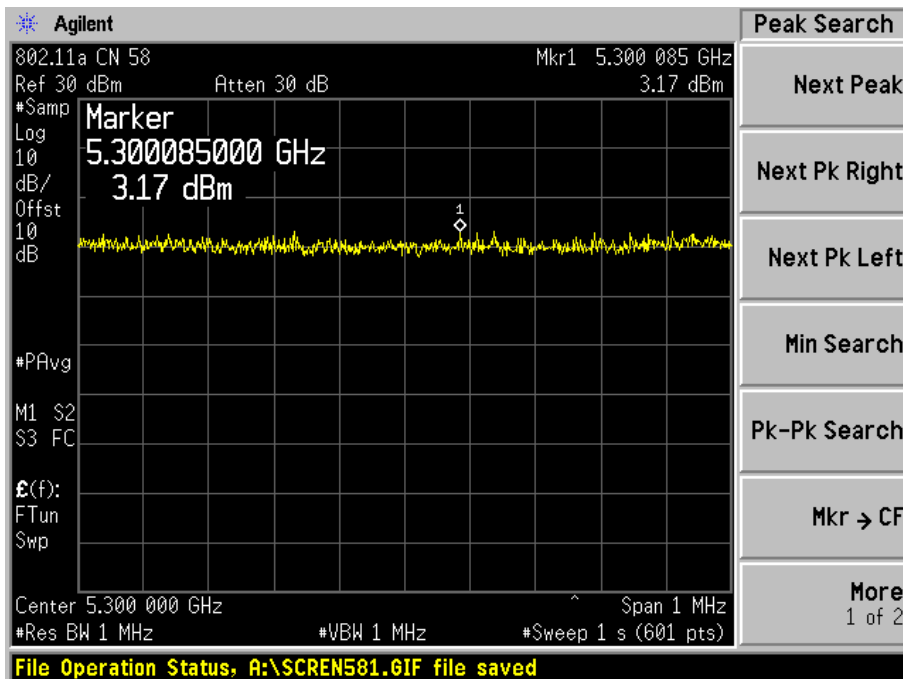 Agilent
Peak Search
802.11a CN 58
Mkr1 5.300 085 GHz
Ref 30 dBm
Atten 30 dB
3.17 dBm
#Samp
Log
10
dB/
Offst
10
dB
Marker
5.300085000 GHz
3.17 dBm
1
#PAvg
M1 S2
S3 FC
£(f):
FTun
Swp
Center 5.300 000 GHz
^
Span 1 MHz
#Res BW 1 MHz
#VBW 1 MHz
#Sweep 1 s (601 pts)
File Operation Status, A:\SCREN581.GIF file saved
Next Peak
Next Pk Right
Next Pk Left
Min Search
Pk-Pk Search
Mkr → CF
More
1 of 2